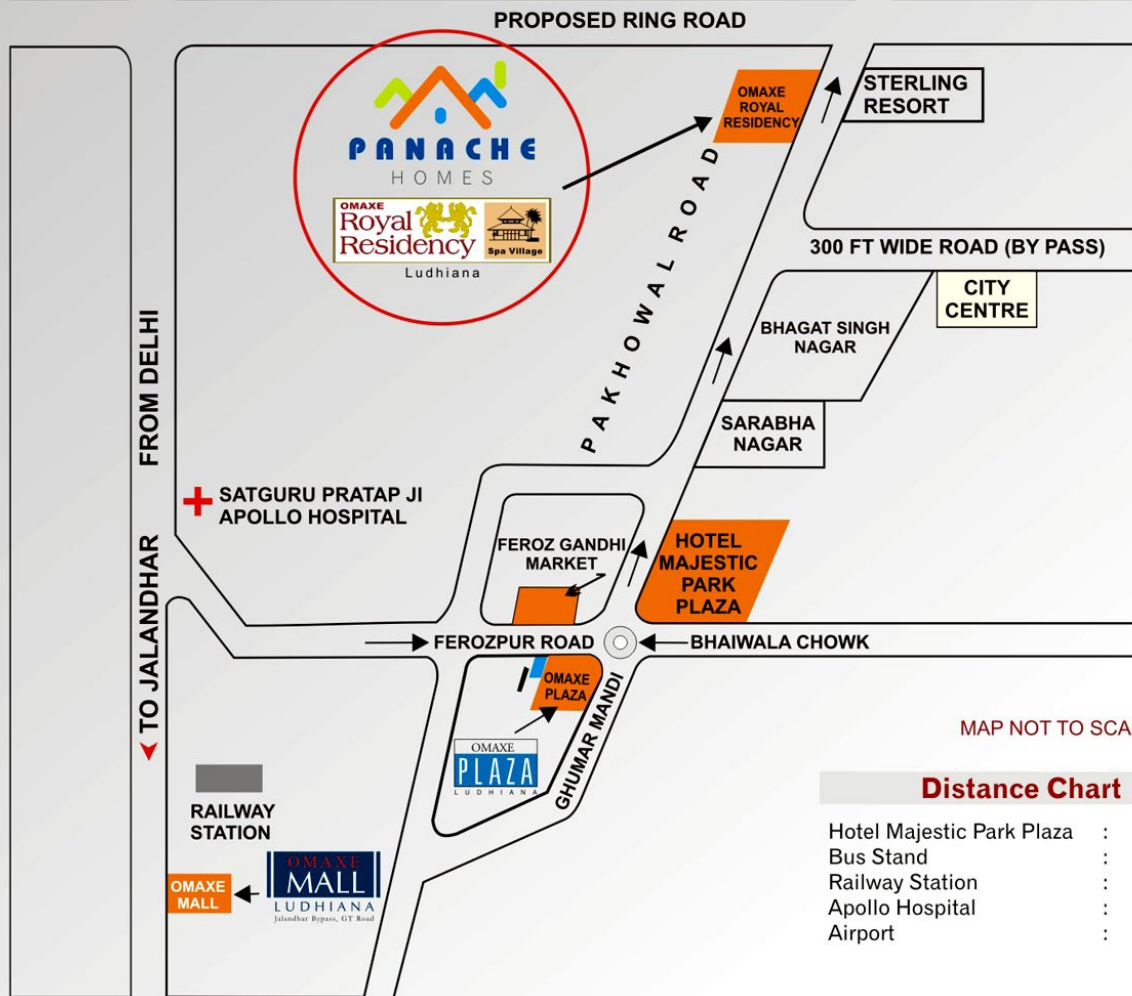 PROPOSED RING ROAD
PANACHE
HOMES
OMAXE
Royal
Residency
Spa Village
Ludhiana
OMAXE
ROYAL
RESIDENCY
STERLING
RESORT
PAKHOWAL ROAD
300 FT WIDE ROAD (BY PASS)
CITY
CENTRE
BHAGAT SINGH
NAGAR
SARABHA
NAGAR
FROM DELHI
TO JALANDHAR
SATGURU PRATAP JI
APOLLO HOSPITAL
FEROZ GANDHI
MARKET
HOTEL
MAJESTIC
PARK
PLAZA
FEROZPUR ROAD
BHAIWALA CHOWK
OMAXE
PLAZA
OMAXE
PLAZA
LUDHIANA
GHUMAR MANDI
RAILWAY
STATION
OMAXE
MALL
OMAXE
MALL
LUDHIANA
Jalandhar Bypass, GT Road
MAP NOT TO SCA
Distance Chart
Hotel Majestic Park Plaza :
Bus Stand :
Railway Station :
Apollo Hospital :
Airport :